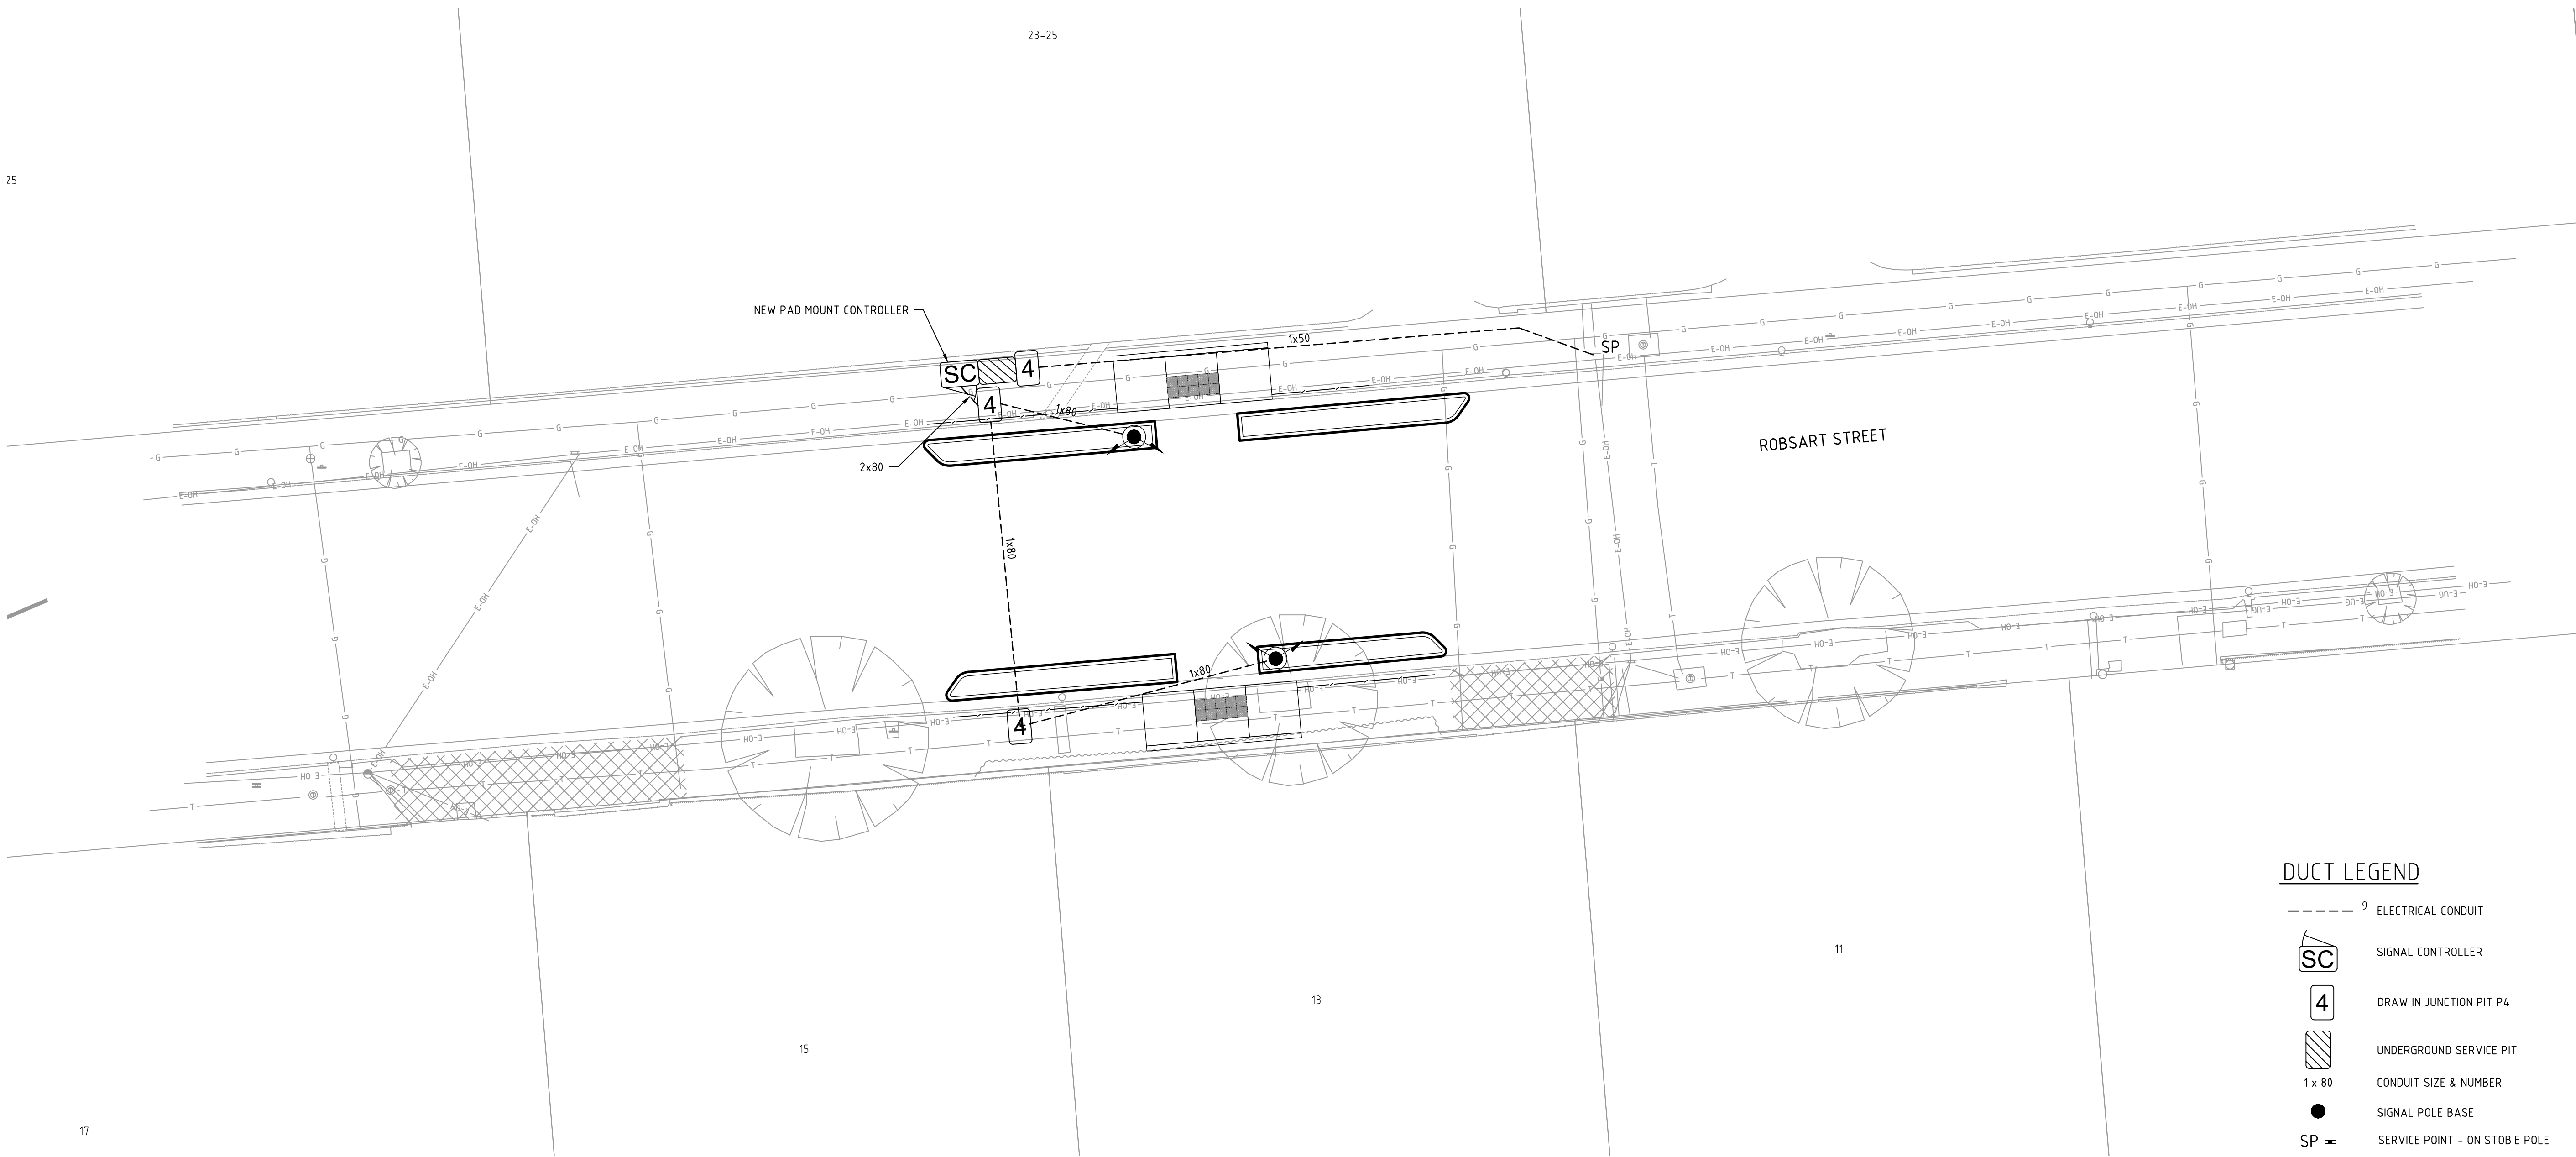 23-25
25
NEW PAD MOUNT CONTROLLER
SC
4
1x50
SP
4
1x80
2x80
ROBSART STREET
1x80
1x80
4
DUCT LEGEND
9 ELECTRICAL CONDUIT
SC SIGNAL CONTROLLER
4 DRAW IN JUNCTION PIT P4
UNDERGROUND SERVICE PIT
1 x 80 CONDUIT SIZE & NUMBER
SIGNAL POLE BASE
SP SERVICE POINT - ON STOBIE POLE
11
13
15
17